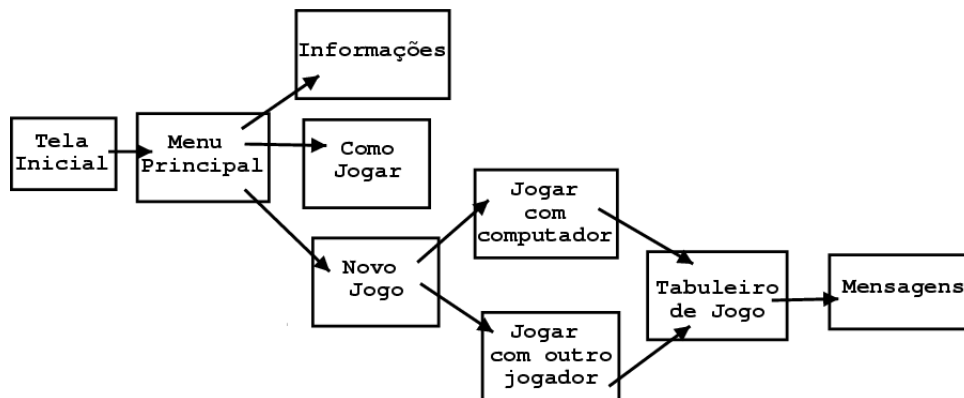 Informações
Tela
Inicial
Menu
Principal
Como
Jogar
Novo
Jogo
Jogar
com
computador
Jogar
com outro
jogador
Tabuleiro
de Jogo
Mensagens